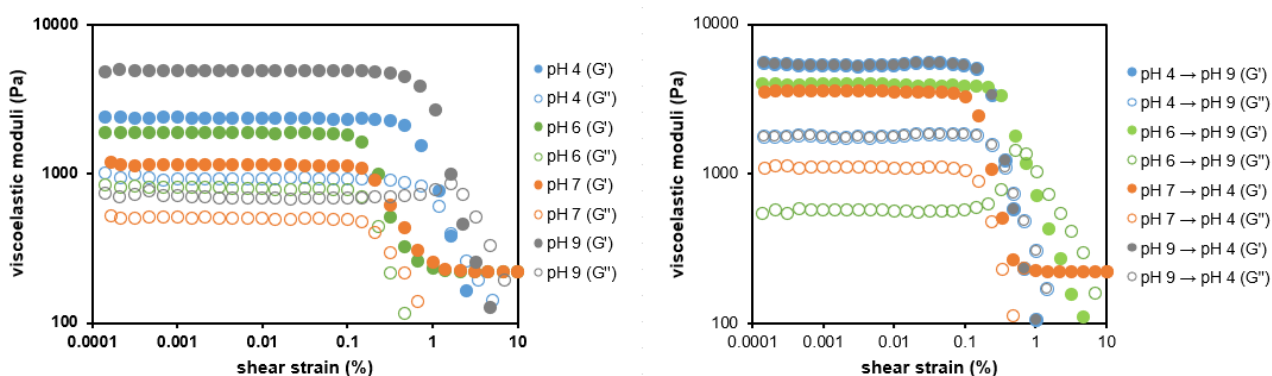 viscoelastic moduli (Pa)
10000
1000
100
0.0001 0.001 0.01 0.1 1 10
shear strain (%)
pH 4 (G')
pH 4 (G'')
pH 6 (G')
pH 6 (G'')
pH 7 (G')
pH 7 (G'')
pH 9 (G')
pH 9 (G'')
viscoelastic moduli (Pa)
10000
1000
100
0.0001 0.001 0.01 0.1 1 10
shear strain (%)
pH 4 → pH 9 (G')
pH 4 → pH 9 (G'')
pH 6 → pH 9 (G')
pH 6 → pH 9 (G'')
pH 7 → pH 4 (G')
pH 7 → pH 4 (G'')
pH 9 → pH 4 (G')
pH 9 → pH 4 (G'')